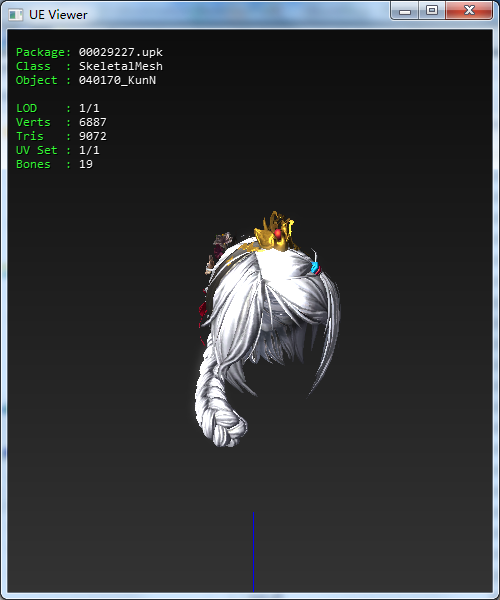 UE Viewer
Package: 00029227.upk
Class : SkeletalMesh
Object : 040170_KunN
LOD : 1/1
Verts : 6887
Tris : 9072
UV Set : 1/1
Bones : 19